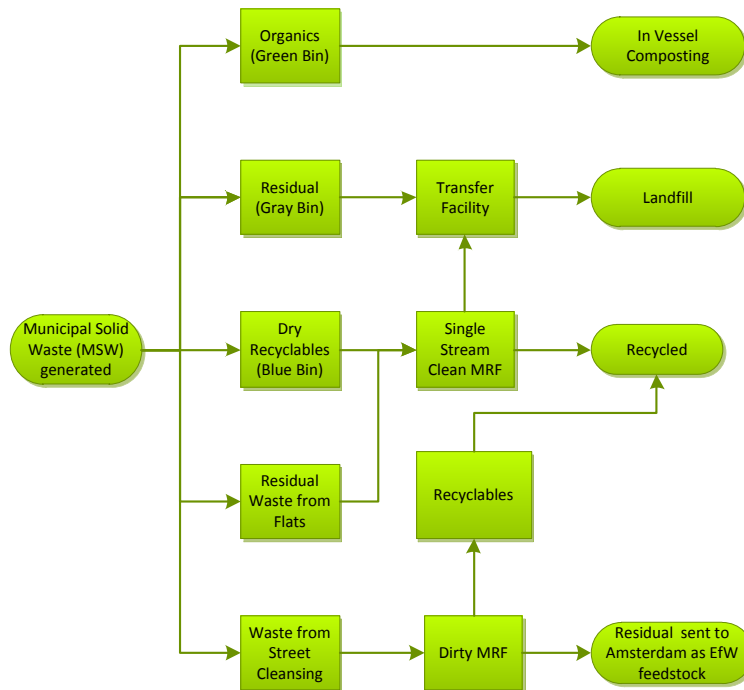 Organics
(Green Bin)
In Vessel
Composting
Residual
(Gray Bin)
Transfer
Facility
Landfill
Municipal Solid
Waste (MSW)
generated
Dry
Recyclables
(Blue Bin)
Single
Stream
Clean MRF
Recycled
Residual
Waste from
Flats
Recyclables
Waste from
Street
Cleansing
Dirty MRF
Residual sent to
Amsterdam as EfW
feedstock